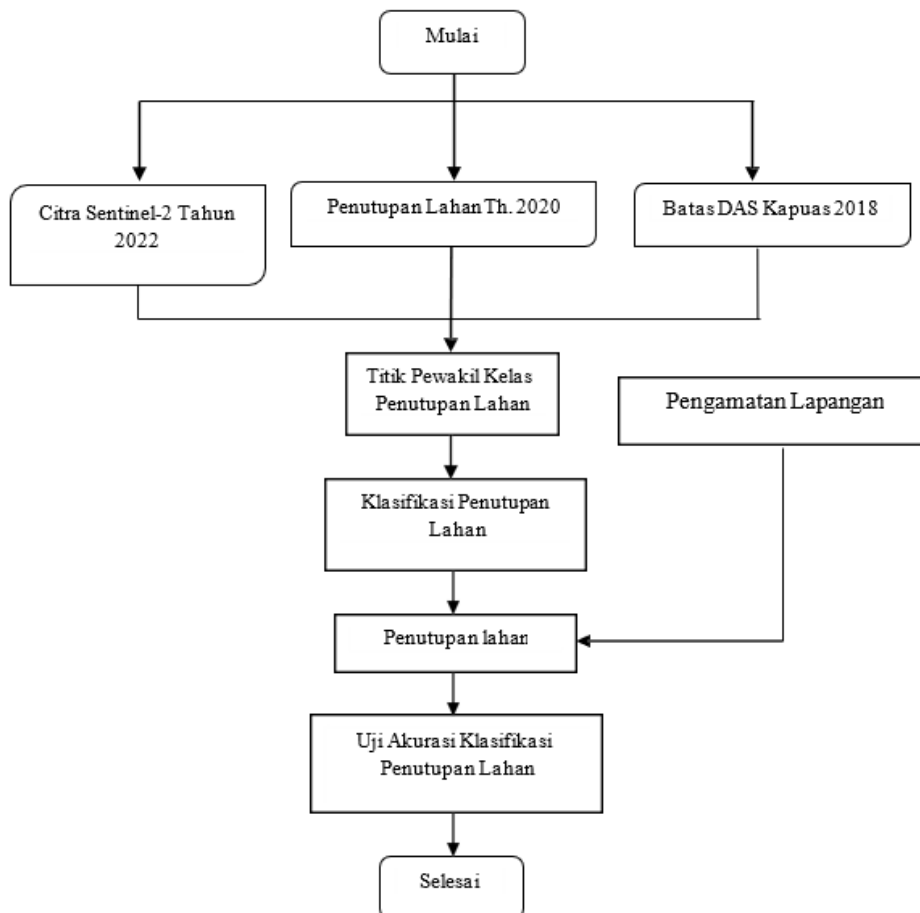 Mulai
Citra Sentinel-2 Tahun
2022
Penutupan Lahan Th. 2020
Batas DAS Kapuas 2018
Titik Pewakil Kelas
Penutupan Lahan
Pengamatan Lapangan
Klasifikasi Penutupan
Lahan
Penutupan lahan
Uji Akurasi Klasifikasi
Penutupan Lahan
Selesai